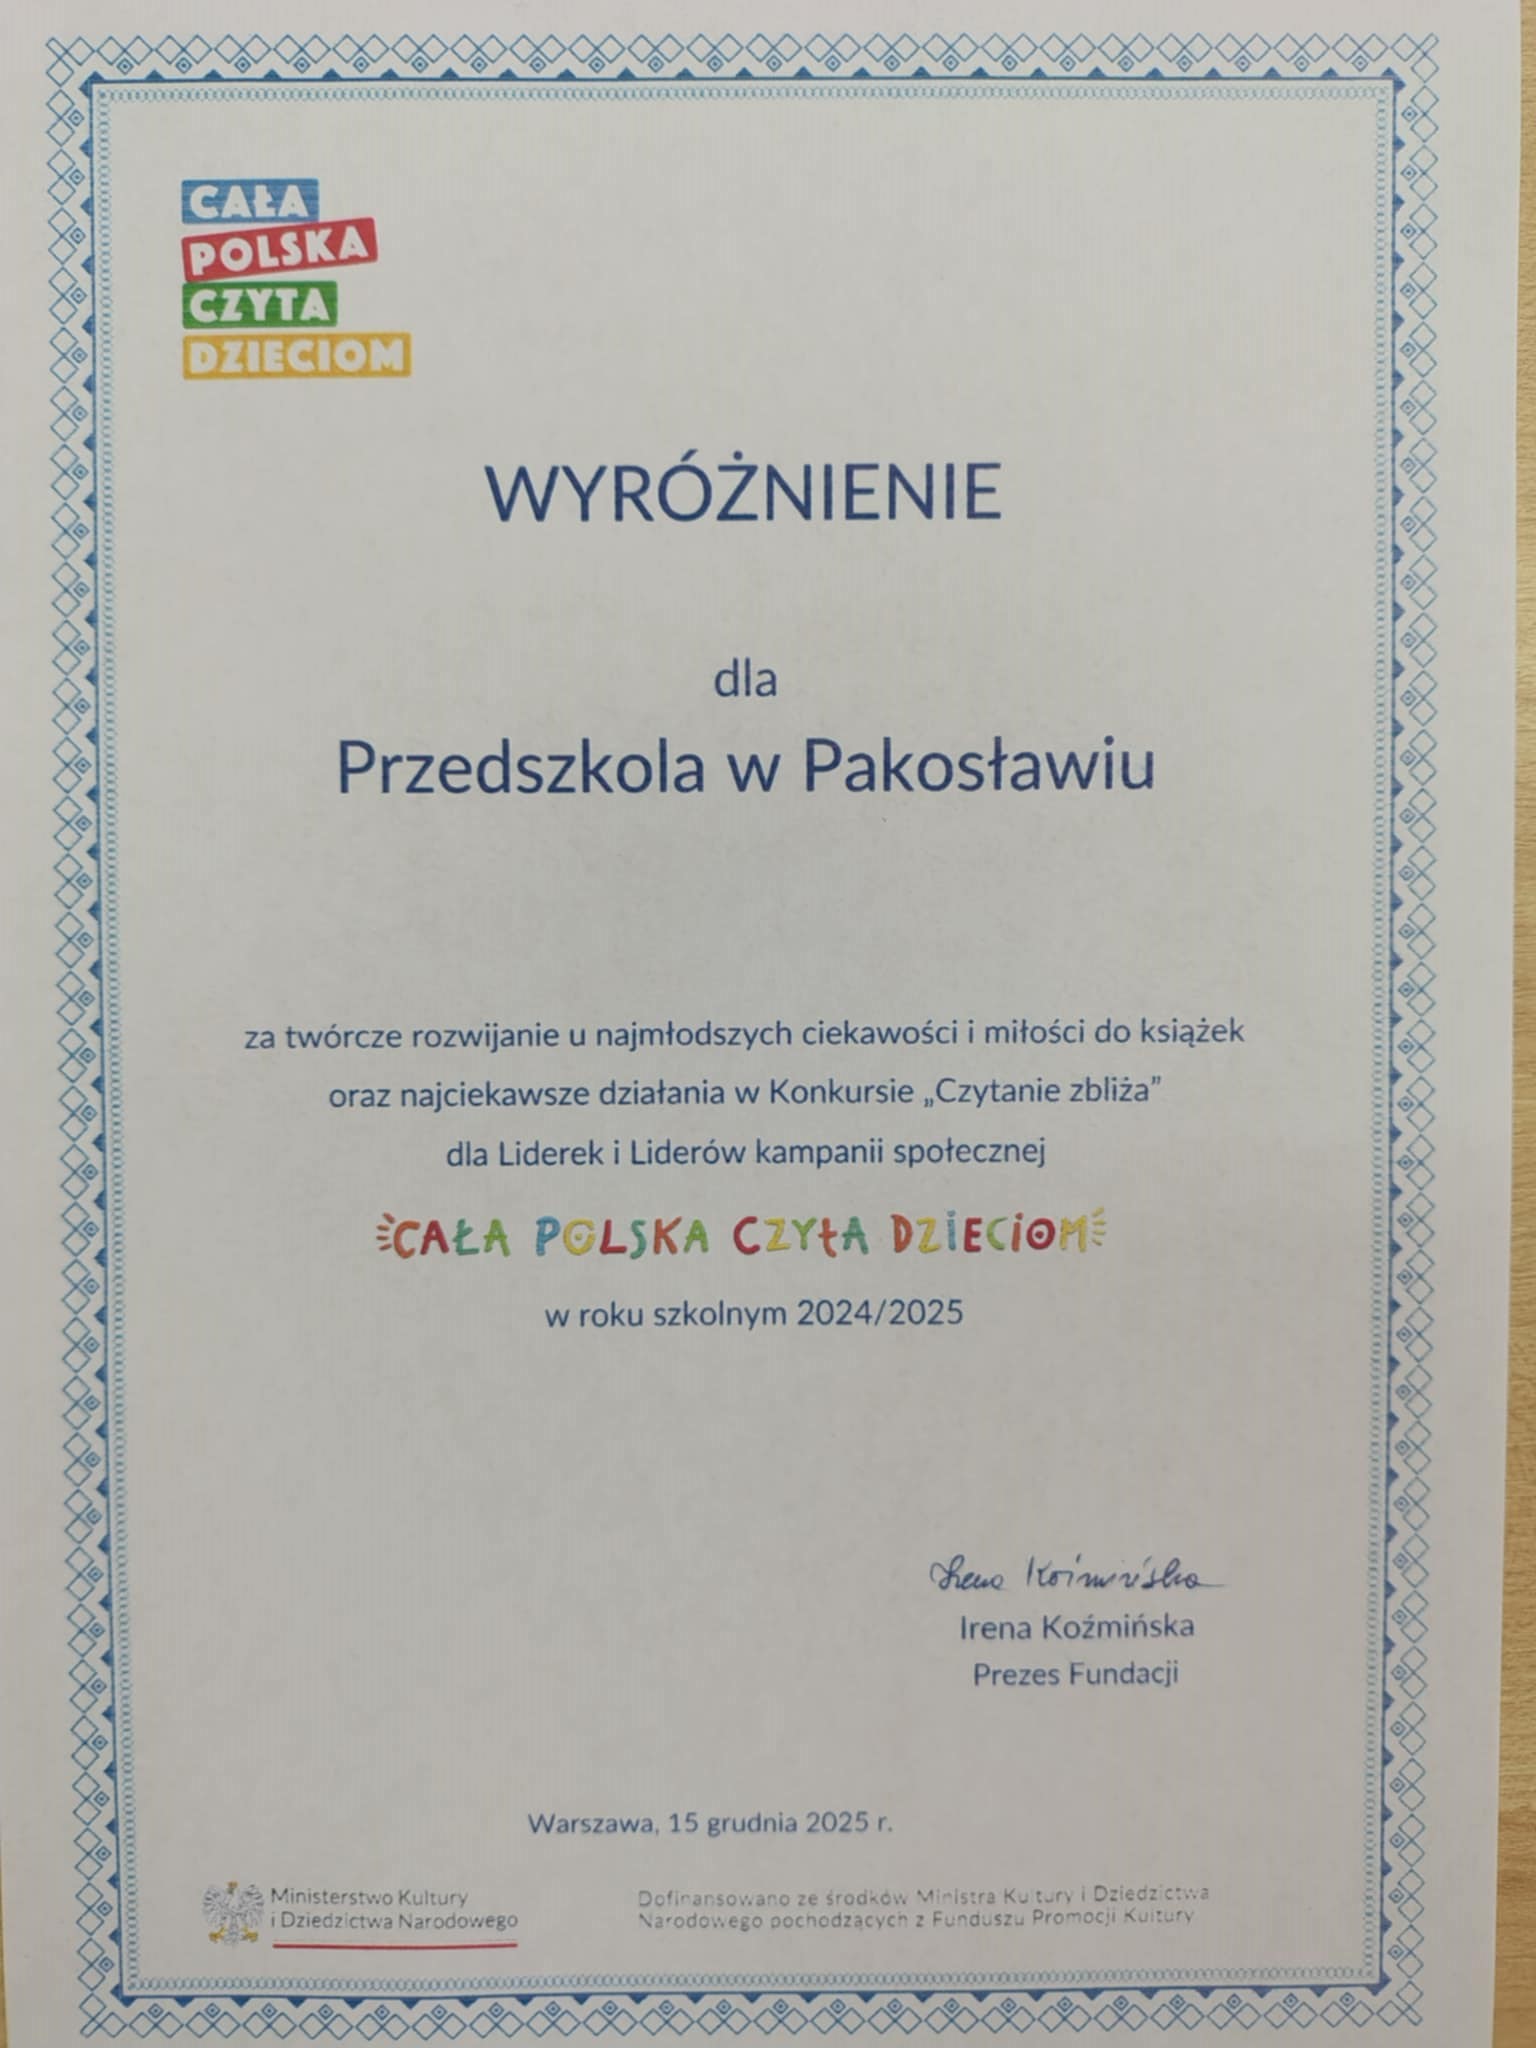 CAŁA
POLSKA
CZYTA
DZIECIOM
WYRÓŻNIENIE
dla
Przedszkola w Pakosławiu
za twórcze rozwijanie u najmłodszych ciekawości i miłości do książek
oraz najciekawsze działania w Konkursie „Czytanie zbliża”
dla Liderek i Liderów kampanii społecznej
CAŁA POLSKA CZYTA DZIECIOM
w roku szkolnym 2024/2025
Irena Koźmińska
Irena Koźmińska
Prezes Fundacji
Warszawa, 15 grudnia 2025 r.
Ministerstwo Kultury
i Dziedzictwa Narodowego
Dofinansowano ze środków Ministra Kultury i Dziedzictwa
Narodowego pochodzących z Funduszu Promocji Kultury